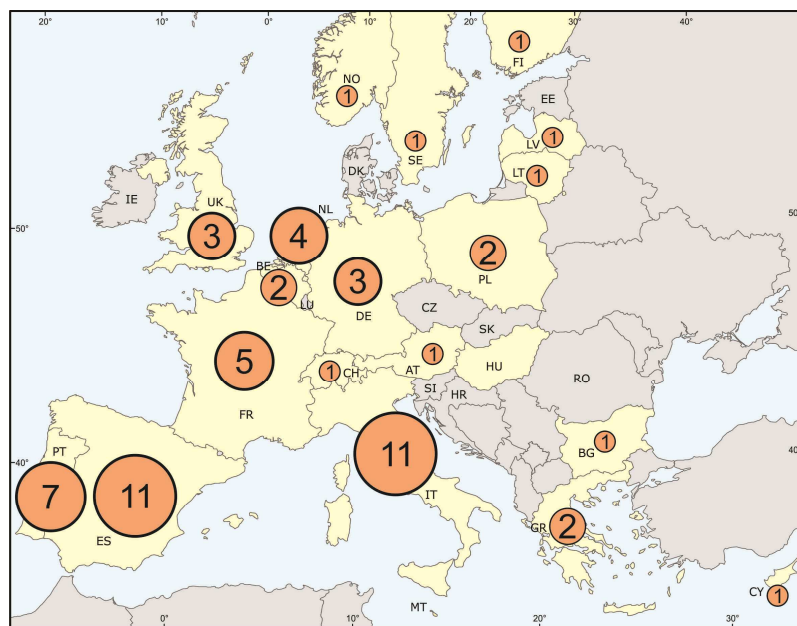 20° 10° 0° 10° 20° 30° 40°
1
FI
NO
1
EE
1
SE
LV 1
DK
LT 1
IE
UK
NL
50° 50
3
4
2
BE
PL
2
3
LU
DE
CZ
SK
5
1
AT
HU
1 CH
SI
RO
HR
FR
1
BG
PT
11
40° 40
7
11
IT
ES
GR 2
CY 1
MT
0° 10° 20° 30°